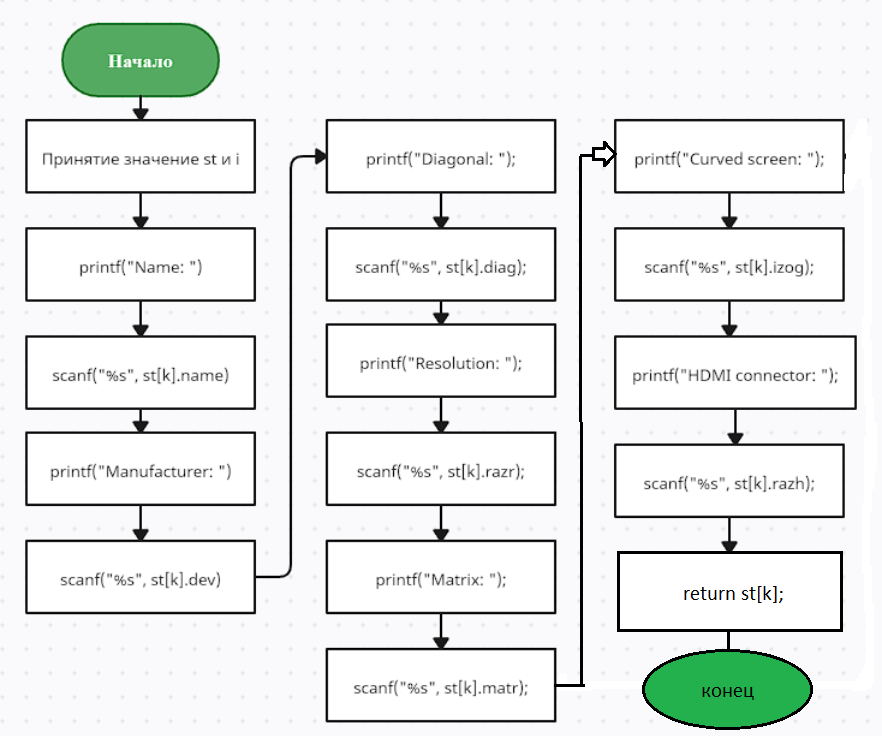 Начало
Принятие значение st и i
printf("Name: ")
scanf("%s", st[k].name)
printf("Manufacturer: ")
scanf("%s", st[k].dev)
printf("Diagonal: ");
scanf("%s", st[k].diag);
printf("Resolution: ");
scanf("%s", st[k].razr);
printf("Matrix: ");
scanf("%s", st[k].matr);
printf("Curved screen: ");
scanf("%s", st[k].izog);
printf("HDMI connector: ");
scanf("%s", st[k].razh);
return st[k];
конец